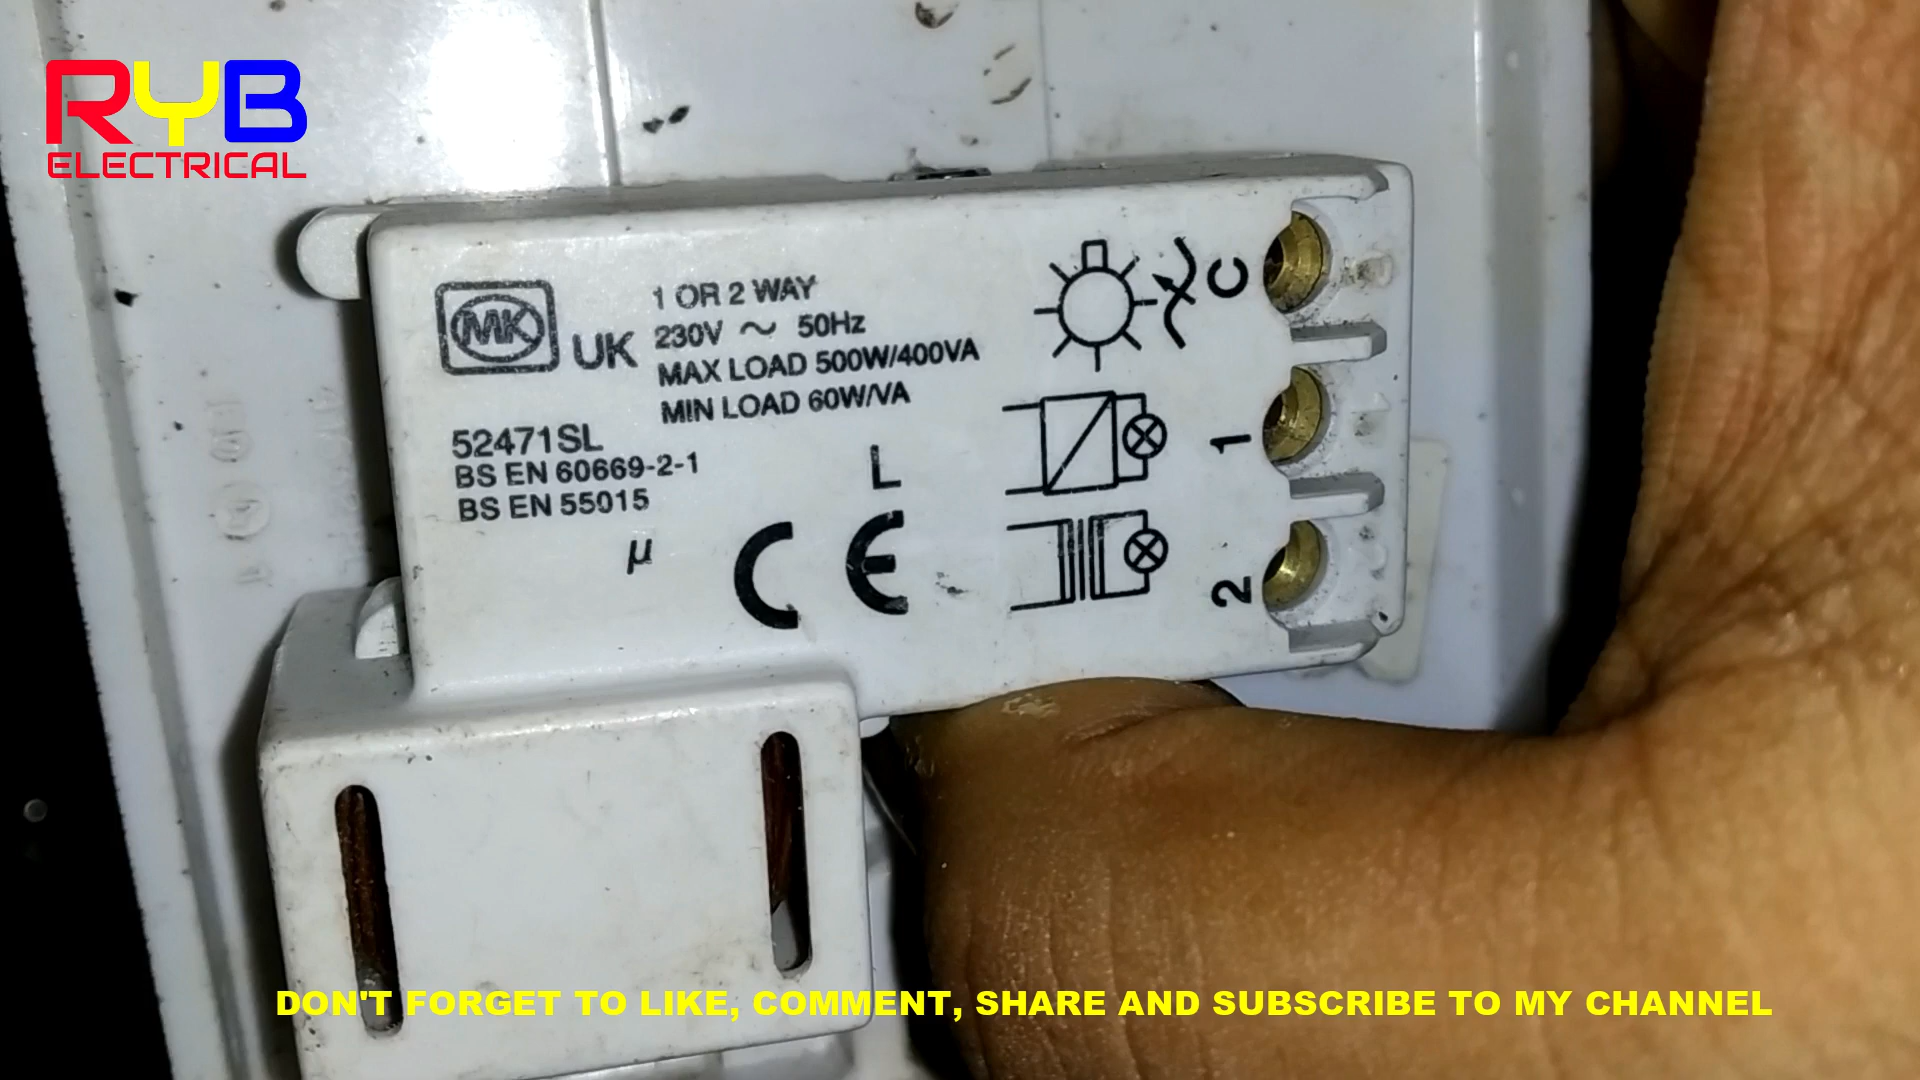 RYB
ELECTRICAL
MK
UK
1 OR 2 WAY
230V ~ 50Hz
MAX LOAD 500W/400VA
MIN LOAD 60W/VA
52471SL
BS EN 60669-2-1
BS EN 55015
µ
L
CE
C
1
2
DON'T FORGET TO LIKE, COMMENT, SHARE AND SUBSCRIBE TO MY CHANNEL